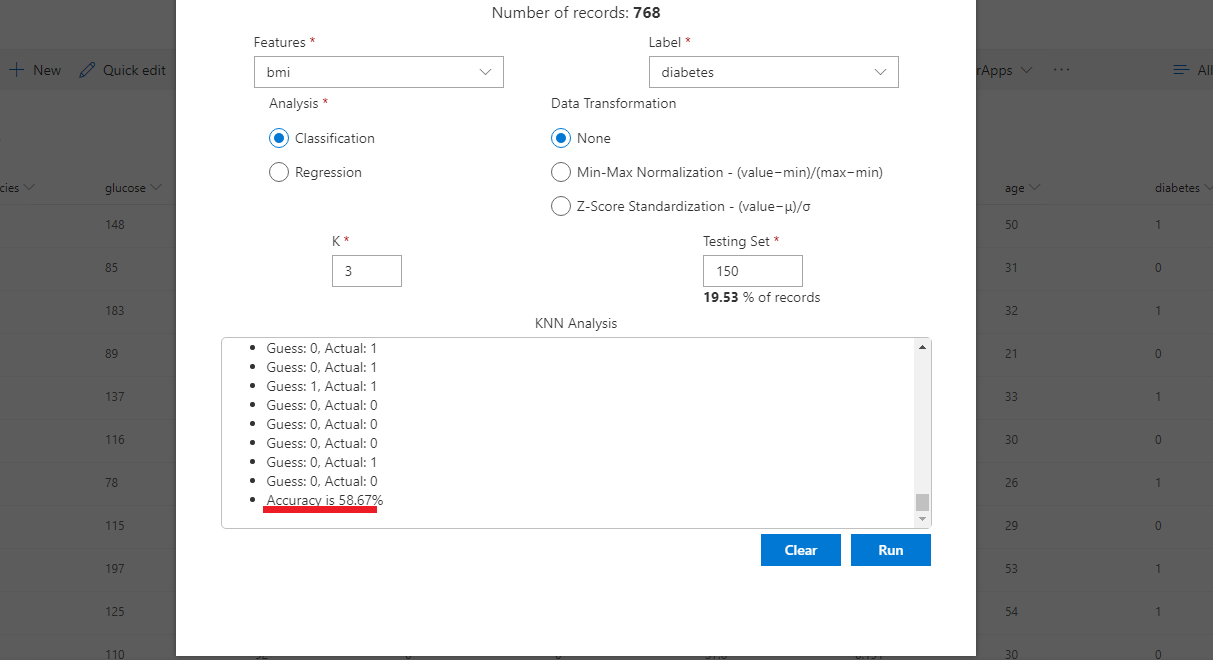 Number of records: 768
Features *
Label *
bmi
diabetes
Analysis *
Data Transformation
Classification
None
Regression
Min-Max Normalization - (value−min)/(max−min)
Z-Score Standardization - (value−μ)/σ
K *
Testing Set *
3
150
19.53 % of records
KNN Analysis
Guess: 0, Actual: 1
Guess: 0, Actual: 1
Guess: 1, Actual: 1
Guess: 0, Actual: 0
Guess: 0, Actual: 0
Guess: 0, Actual: 0
Guess: 0, Actual: 1
Guess: 0, Actual: 0
Accuracy is 58.67%
Clear Run
New Quick edit
rApps ··· All
cies glucose age diabetes
148 50 1
85 31 0
183 32 1
89 21 0
137 33 1
116 30 0
78 26 1
115 29 0
197 53 1
125 54 1
110 30 0